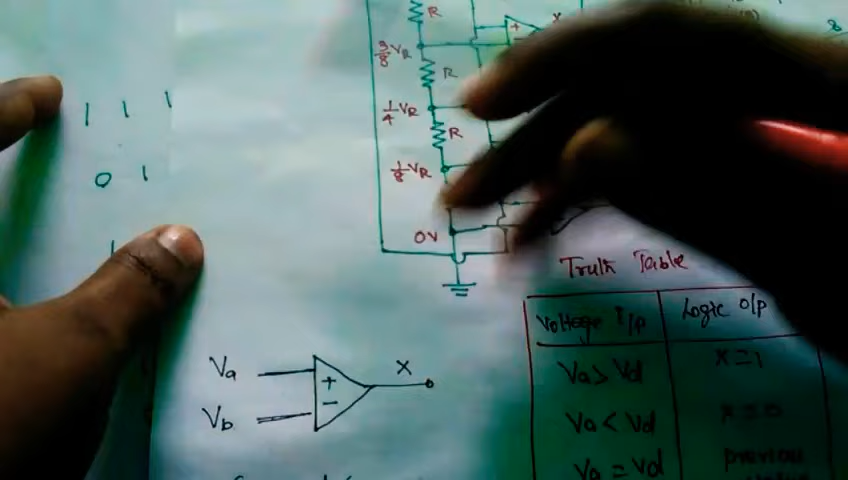 R
3/8 VR
R
1/4 VR
R
1/8 VR
0V
1 1 1
0 1
Truth Table
Voltage I/p Logic O/p
Va > Vd X = 1
Va < Vd X = 0
Va = Vd previous
Va
Vb
+
−
X
8